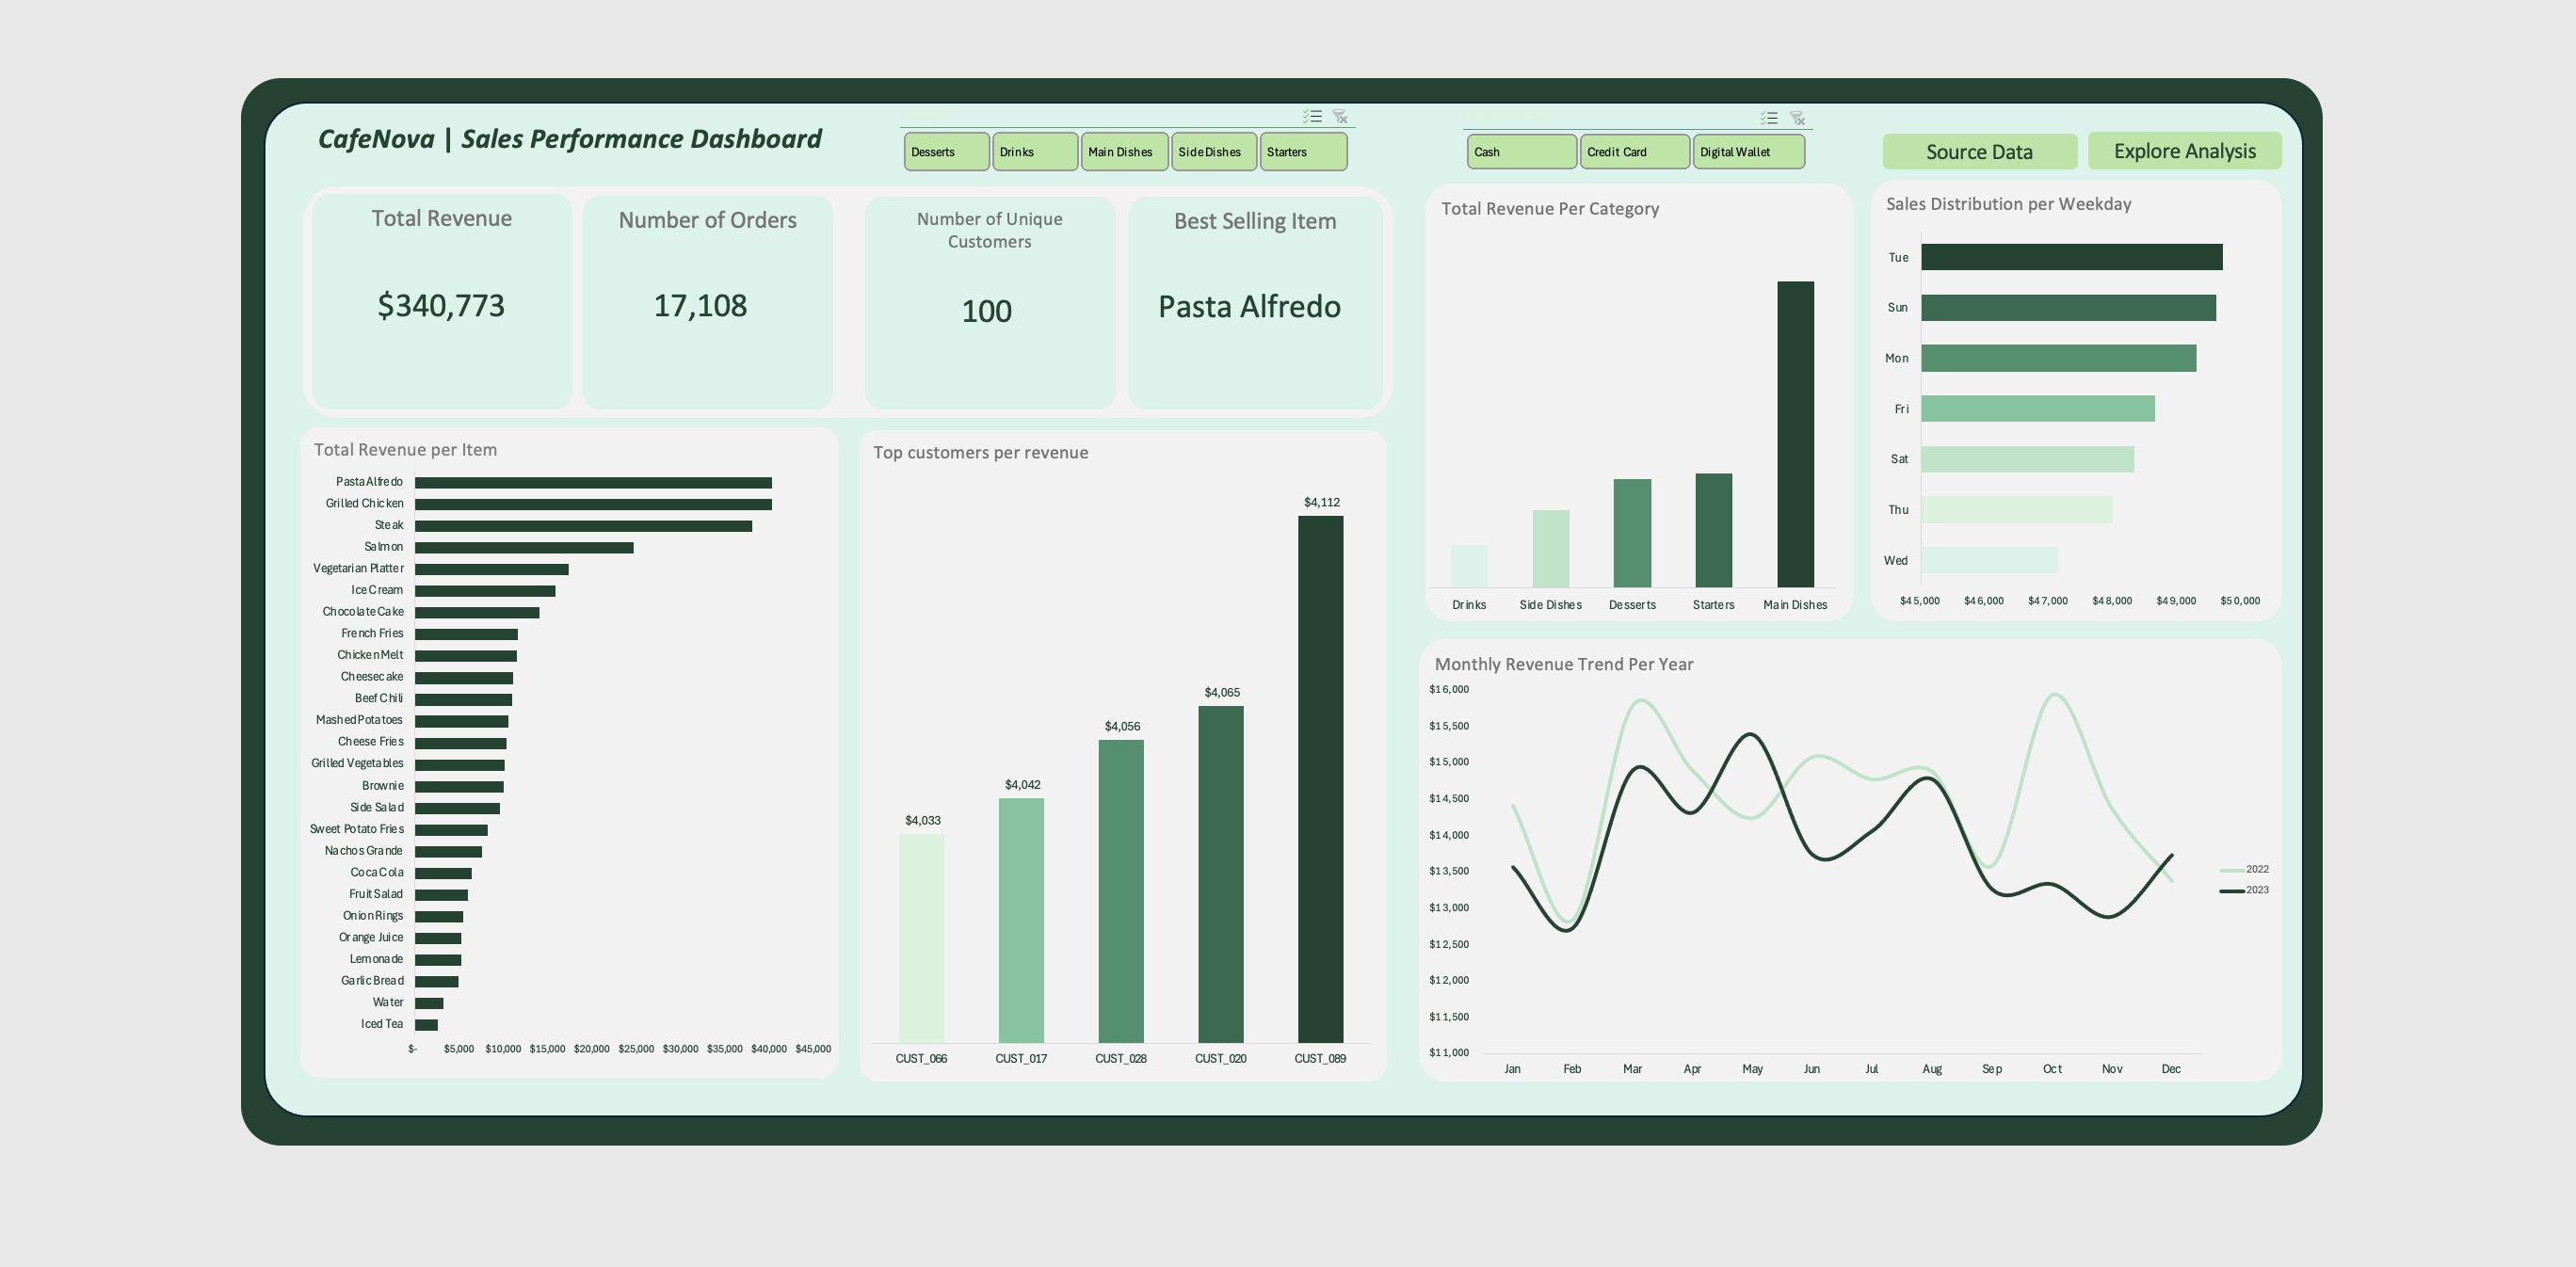 CafeNova | Sales Performance Dashboard
Desserts
Drinks
Main Dishes
Side Dishes
Starters
Cash
Credit Card
Digital Wallet
Source Data
Explore Analysis
Total Revenue
$340,773
Number of Orders
17,108
Number of Unique
Customers
100
Best Selling Item
Pasta Alfredo
Total Revenue Per Category
Drinks
Side Dishes
Desserts
Starters
Main Dishes
Sales Distribution per Weekday
Tue
Sun
Mon
Fri
Sat
Thu
Wed
$45,000
$46,000
$47,000
$48,000
$49,000
$50,000
Total Revenue per Item
Pasta Alfredo
Grilled Chicken
Steak
Salmon
Vegetarian Platter
Ice Cream
Chocolate Cake
French Fries
Chicken Melt
Cheesecake
Beef Chili
Mashed Potatoes
Cheese Fries
Grilled Vegetables
Brownie
Side Salad
Sweet Potato Fries
Nachos Grande
Coca Cola
Fruit Salad
Onion Rings
Orange Juice
Lemonade
Garlic Bread
Water
Iced Tea
$-
$5,000
$10,000
$15,000
$20,000
$25,000
$30,000
$35,000
$40,000
$45,000
Top customers per revenue
$4,033
$4,042
$4,056
$4,065
$4,112
CUST_066
CUST_017
CUST_028
CUST_020
CUST_089
Monthly Revenue Trend Per Year
$16,000
$15,500
$15,000
$14,500
$14,000
$13,500
$13,000
$12,500
$12,000
$11,500
$11,000
Jan
Feb
Mar
Apr
May
Jun
Jul
Aug
Sep
Oct
Nov
Dec
2022
2023